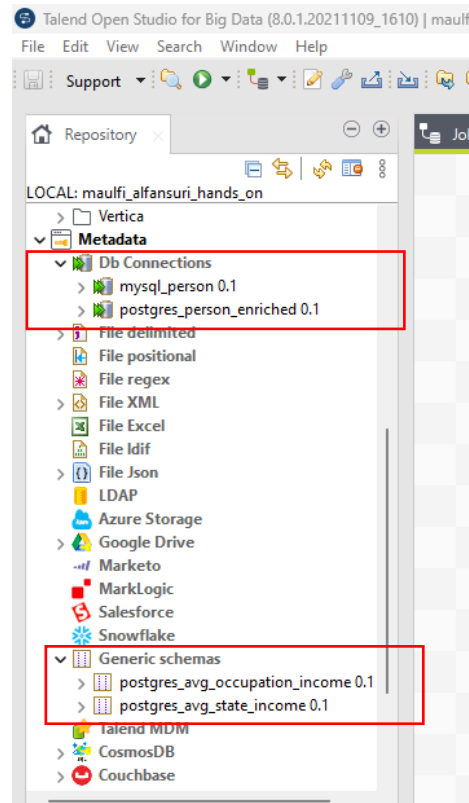 Talend Open Studio for Big Data (8.0.1.20211109_1610) | maulfi
File Edit View Search Window Help
Support
Repository
Jo
LOCAL: maulfi_alfansuri_hands_on
Vertica
Metadata
Db Connections
mysql_person 0.1
postgres_person_enriched 0.1
File delimited
File positional
File regex
File XML
File Excel
File ldif
File Json
LDAP
Azure Storage
Google Drive
Marketo
MarkLogic
Salesforce
Snowflake
Generic schemas
postgres_avg_occupation_income 0.1
postgres_avg_state_income 0.1
Talend MDM
CosmosDB
Couchbase